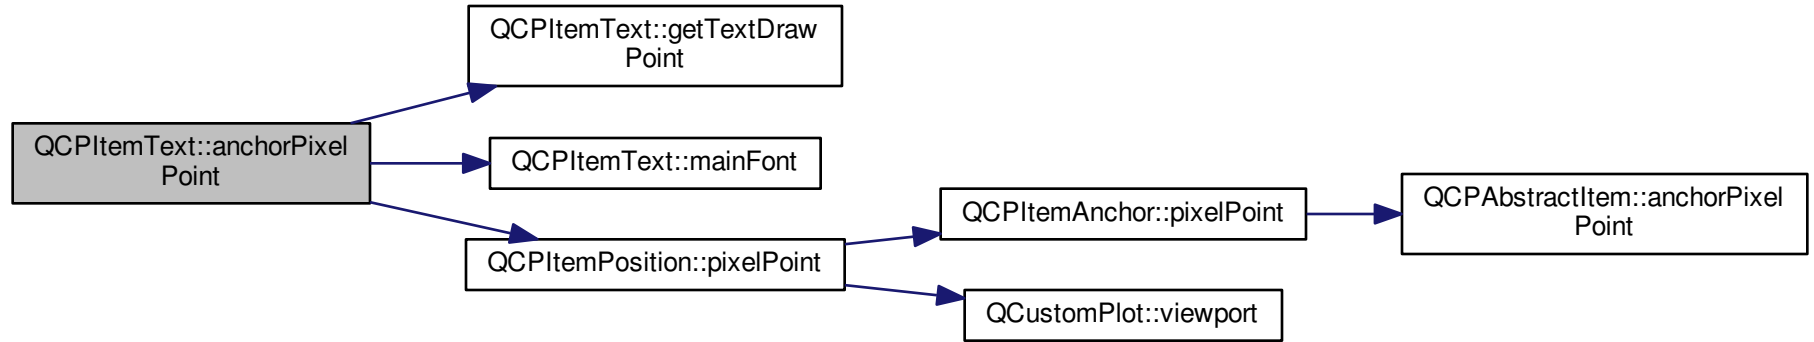 QCPItemText::getTextDraw
Point
QCPItemText::anchorPixel
Point
QCPItemText::mainFont
QCPItemPosition::pixelPoint
QCPItemAnchor::pixelPoint
QCustomPlot::viewport
QCPAbstractItem::anchorPixel
Point